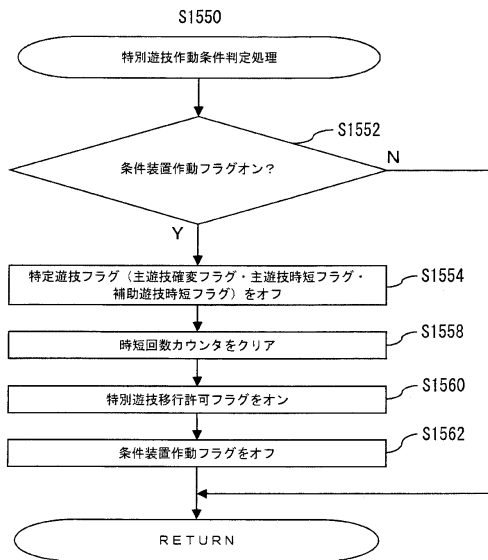 S1550
特別遊技作動条件判定処理
S1552
条件装置作動フラグオン？
N
Y
特定遊技フラグ（主遊技確変フラグ・主遊技時短フラグ・
補助遊技時短フラグ）をオフ
S1554
時短回数カウンタをクリア
S1558
特別遊技移行許可フラグをオン
S1560
条件装置作動フラグをオフ
S1562
RETURN